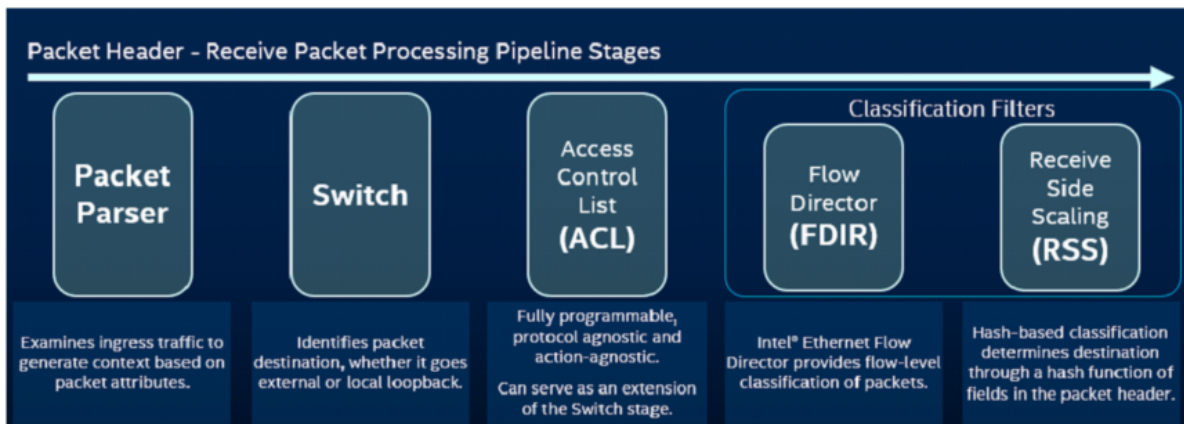 Packet Header - Receive Packet Processing Pipeline Stages
Classification Filters
Packet
Parser
Switch
Access
Control
List
(ACL)
Flow
Director
(FDIR)
Receive
Side
Scaling
(RSS)
Examines ingress traffic to
generate context based on
packet attributes.
Identifies packet
destination, whether it goes
external or local loopback.
Fully programmable,
protocol agnostic and
action-agnostic.
Can serve as an extension
of the Switch stage.
Intel® Ethernet Flow
Director provides flow-level
classification of packets.
Hash-based classification
determines destination
through a hash function of
fields in the packet header.